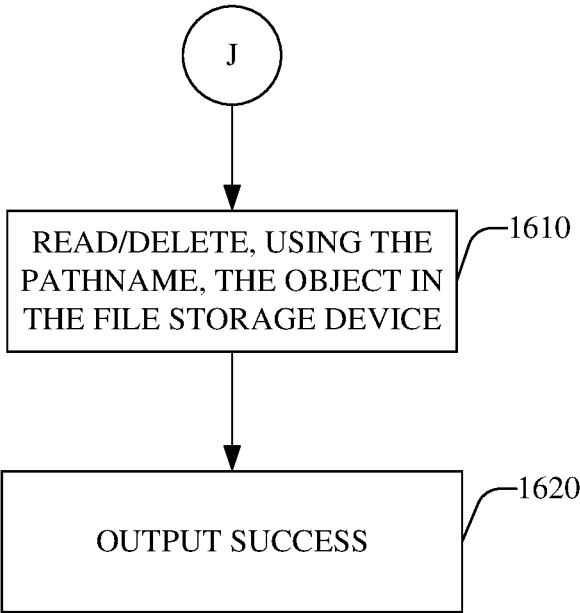 J
READ/DELETE, USING THE
PATHNAME, THE OBJECT IN
THE FILE STORAGE DEVICE
1610
OUTPUT SUCCESS
1620